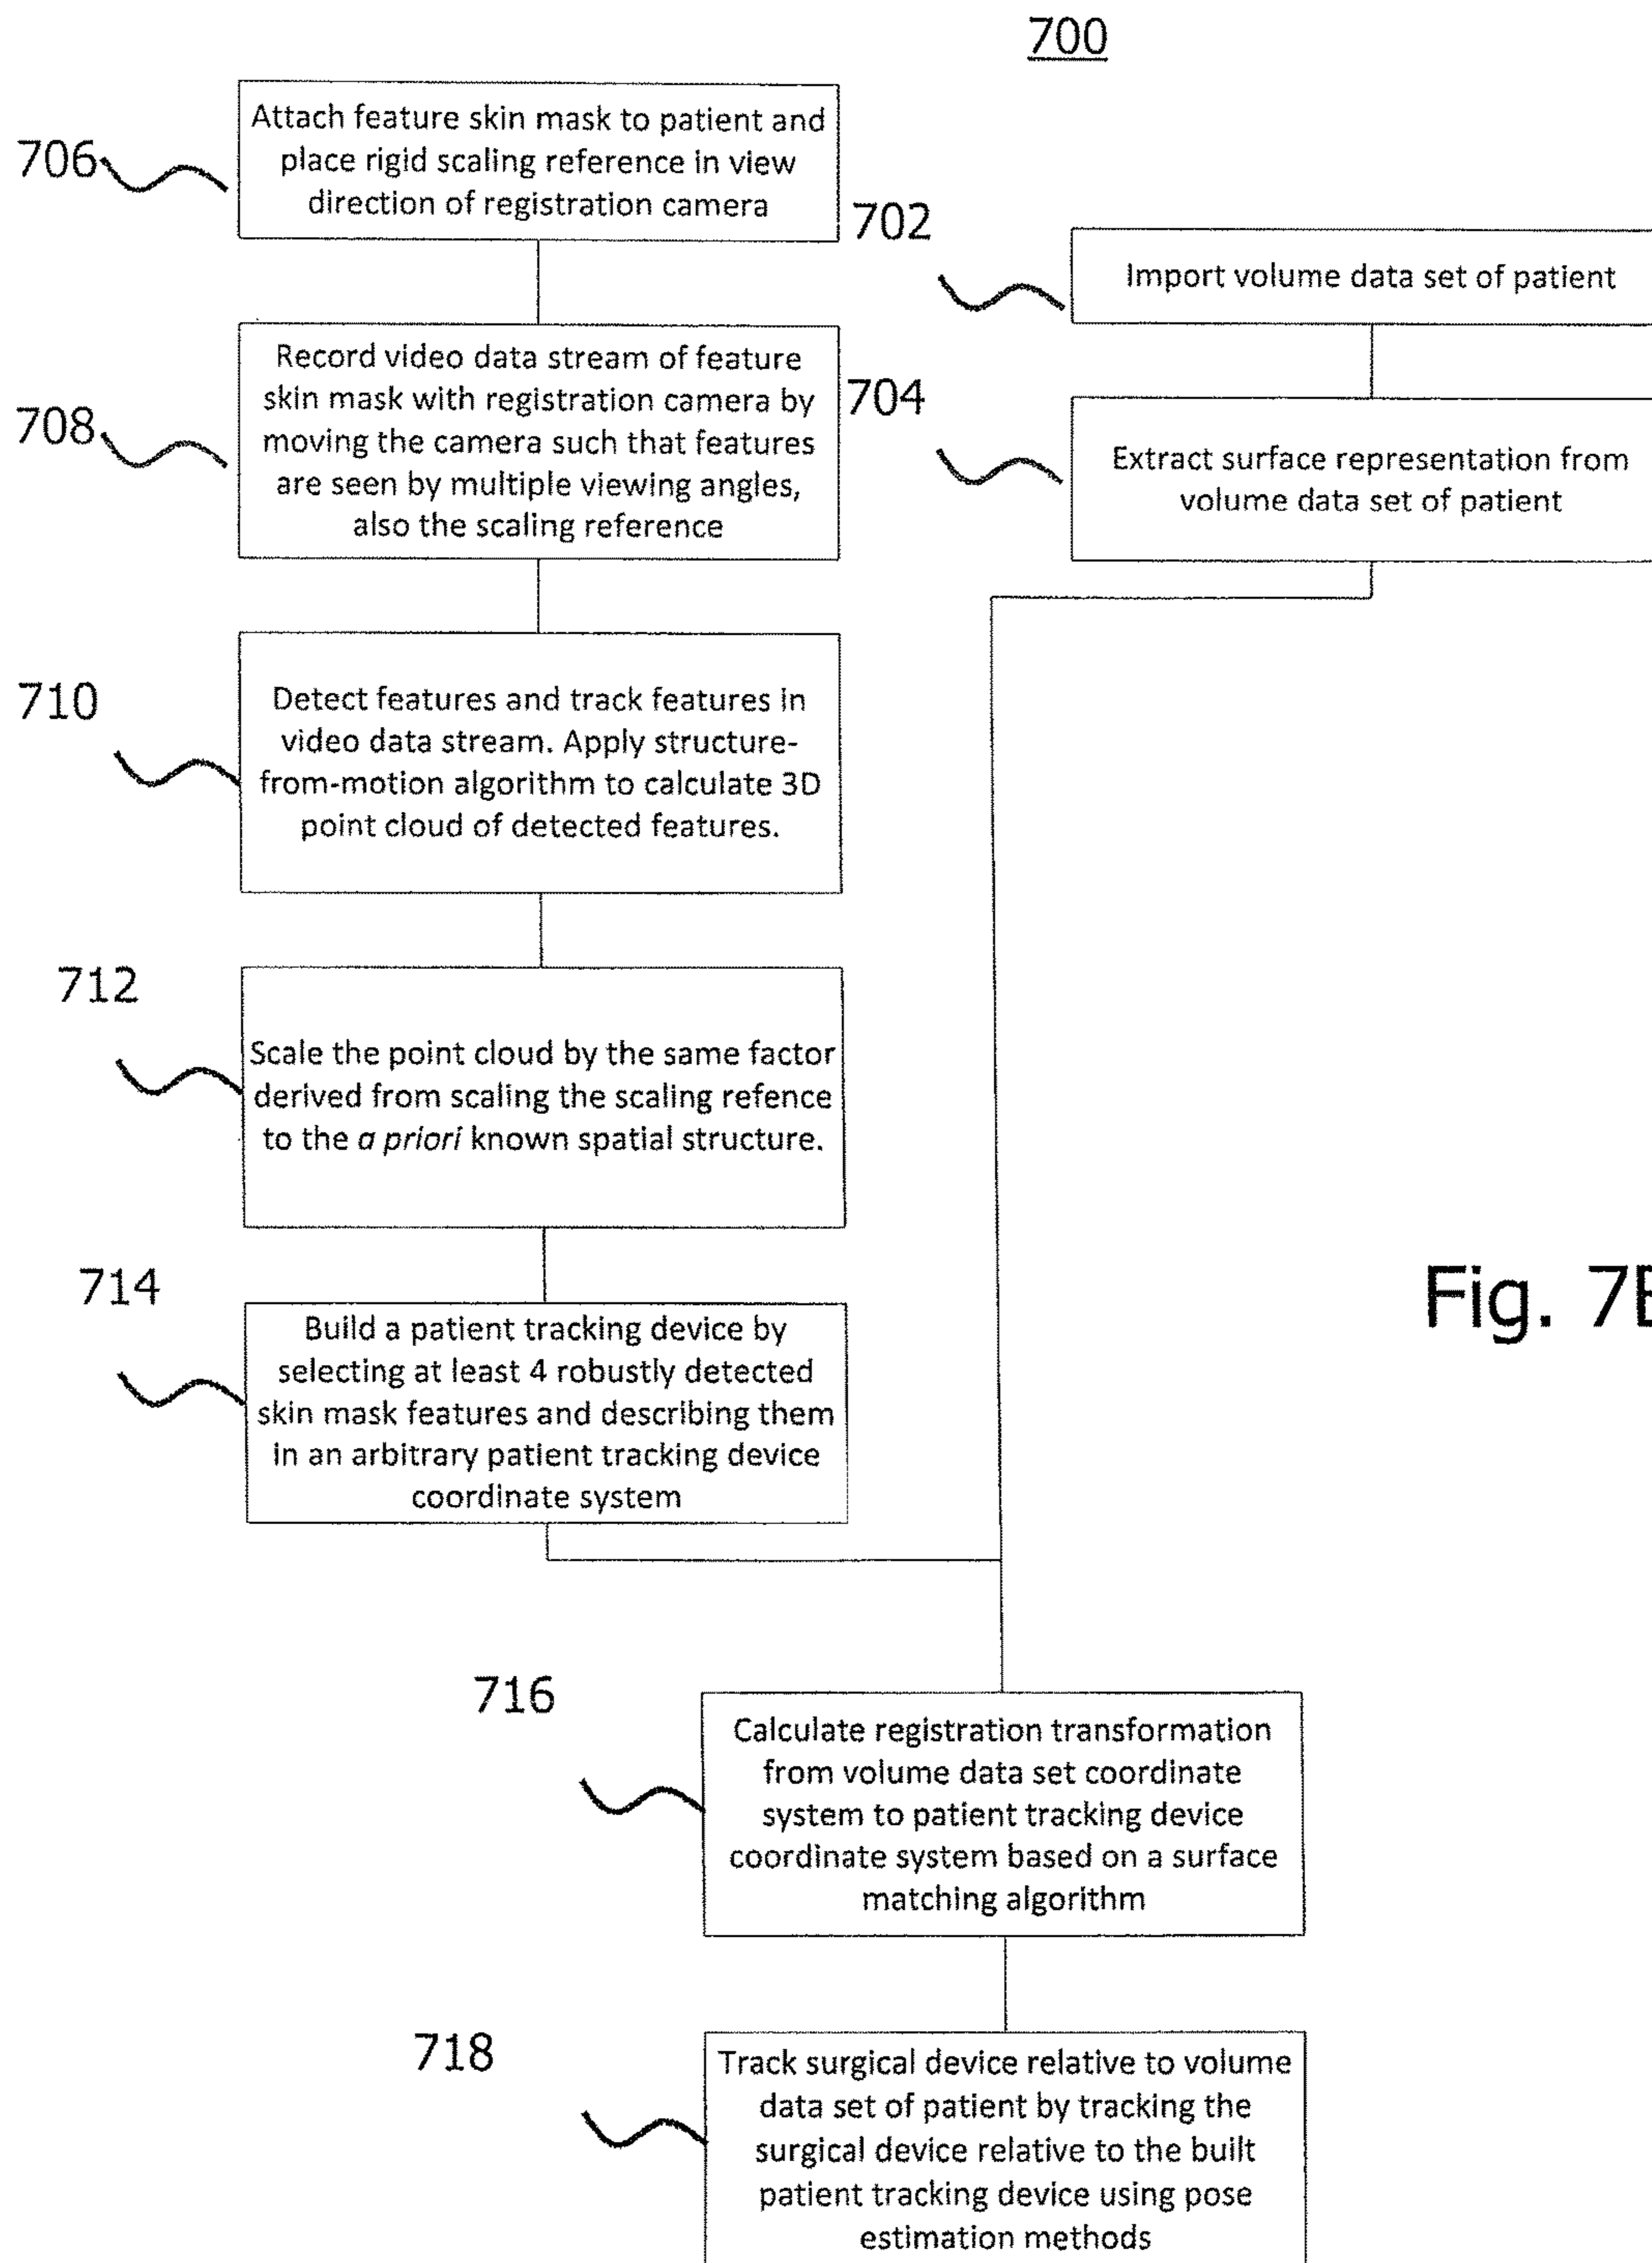 700
706
Attach feature skin mask to patient and
place rigid scaling reference in view
direction of registration camera
702
Import volume data set of patient
708
Record video data stream of feature
skin mask with registration camera by
moving the camera such that features
are seen by multiple viewing angles,
also the scaling reference
704
Extract surface representation from
volume data set of patient
710
Detect features and track features in
video data stream. Apply structure-
from-motion algorithm to calculate 3D
point cloud of detected features.
712
Scale the point cloud by the same factor
derived from scaling the scaling refence
to the a priori known spatial structure.
714
Build a patient tracking device by
selecting at least 4 robustly detected
skin mask features and describing them
in an arbitrary patient tracking device
coordinate system
Fig.
716
Calculate registration transformation
from volume data set coordinate
system to patient tracking device
coordinate system based on a surface
matching algorithm
718
Track surgical device relative to volume
data set of patient by tracking the
surgical device relative to the built
patient tracking device using pose
estimation methods